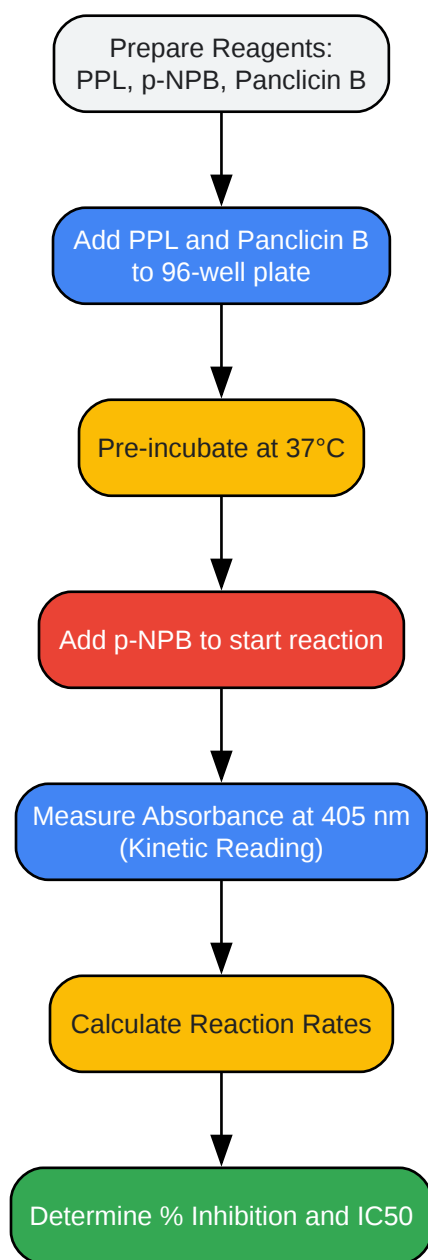 Prepare Reagents:
PPL, p-NPB, Panclicin B
Add PPL and Panclicin B
to 96-well plate
Pre-incubate at 37°C
Add p-NPB to start reaction
Measure Absorbance at 405 nm
(Kinetic Reading)
Calculate Reaction Rates
Determine % Inhibition and IC50